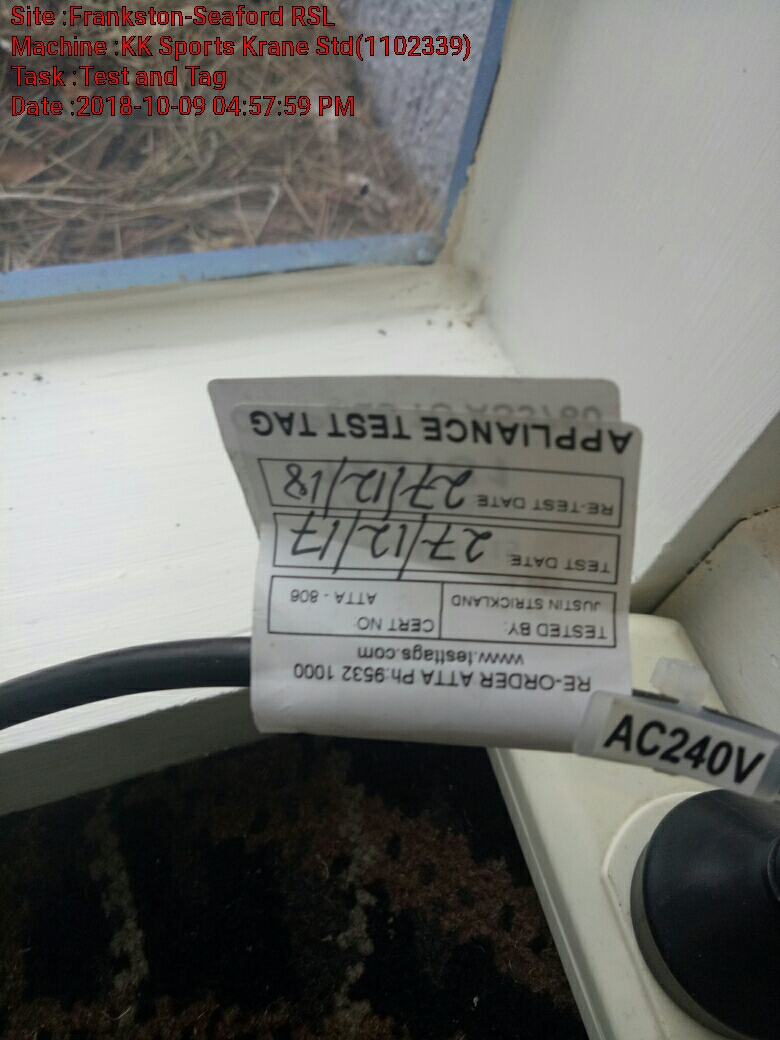 Site :Frankston-Seaford RSL
Machine :KK Sports Krane Std(1102339)
Task :Test and Tag
Date :2018-10-09 04:57:59 PM
RE-ORDER ATTA Ph:9532 1000
www.testtags.com
TESTED BY: CERT NO:
JUSTIN STRICKLAND ATTA - 806
TEST DATE: 27/12/17
RE-TEST DATE 27/12/18
APPLIANCE TEST TAG
AC240V